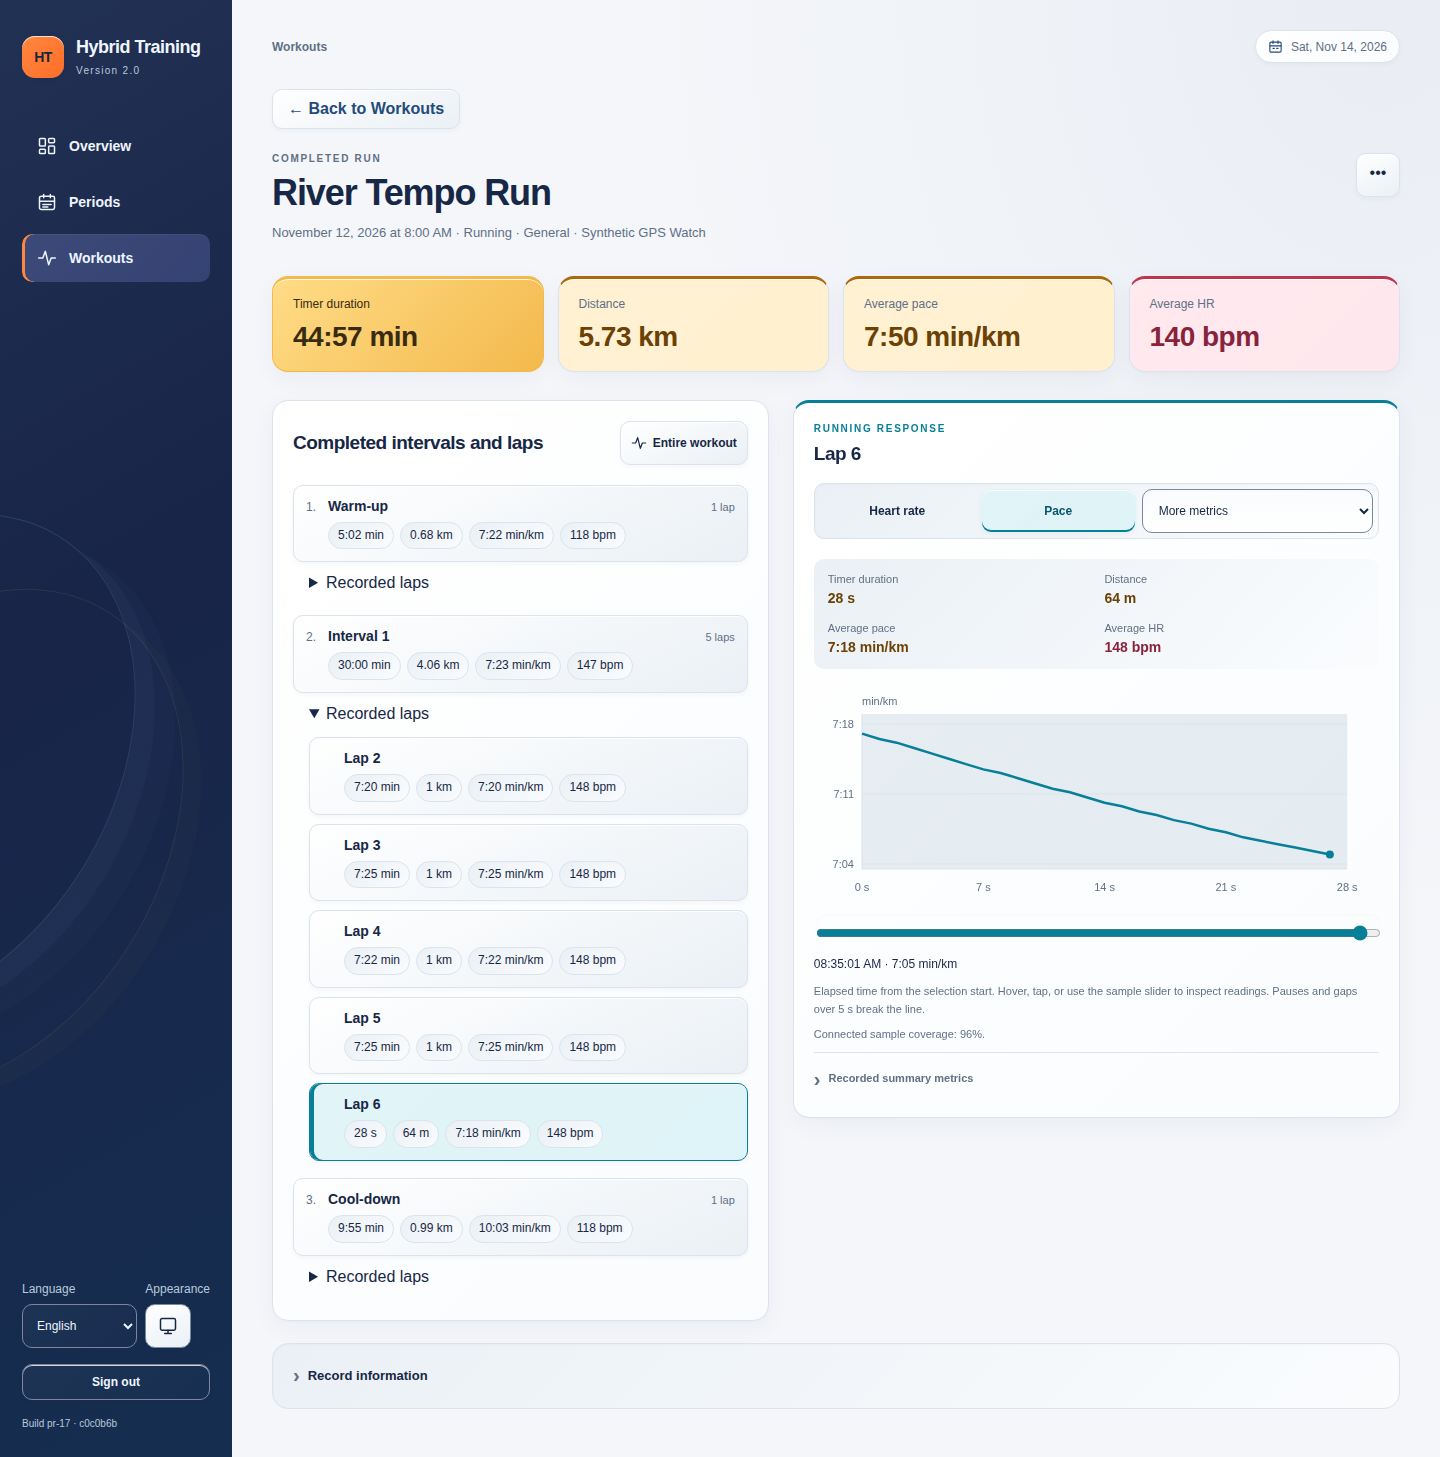 HT
Hybrid Training
Version 2.0
Overview
Periods
Workouts
Language
Appearance
English
Sign out
Build pr-17 · c0c0b6b
Workouts
Sat, Nov 14, 2026
← Back to Workouts
COMPLETED RUN
River Tempo Run
•••
November 12, 2026 at 8:00 AM · Running · General · Synthetic GPS Watch
Timer duration
44:57 min
Distance
5.73 km
Average pace
7:50 min/km
Average HR
140 bpm
Completed intervals and laps
Entire workout
1. Warm-up 1 lap
5:02 min 0.68 km 7:22 min/km 118 bpm
Recorded laps
2. Interval 1 5 laps
30:00 min 4.06 km 7:23 min/km 147 bpm
Recorded laps
Lap 2
7:20 min 1 km 7:20 min/km 148 bpm
Lap 3
7:25 min 1 km 7:25 min/km 148 bpm
Lap 4
7:22 min 1 km 7:22 min/km 148 bpm
Lap 5
7:25 min 1 km 7:25 min/km 148 bpm
Lap 6
28 s 64 m 7:18 min/km 148 bpm
3. Cool-down 1 lap
9:55 min 0.99 km 10:03 min/km 118 bpm
Recorded laps
RUNNING RESPONSE
Lap 6
Heart rate Pace More metrics
Timer duration Distance
28 s 64 m
Average pace Average HR
7:18 min/km 148 bpm
min/km
7:18
7:11
7:04
0 s 7 s 14 s 21 s 28 s
08:35:01 AM · 7:05 min/km
Elapsed time from the selection start. Hover, tap, or use the sample slider to inspect readings. Pauses and gaps
over 5 s break the line.
Connected sample coverage: 96%.
› Recorded summary metrics
› Record information